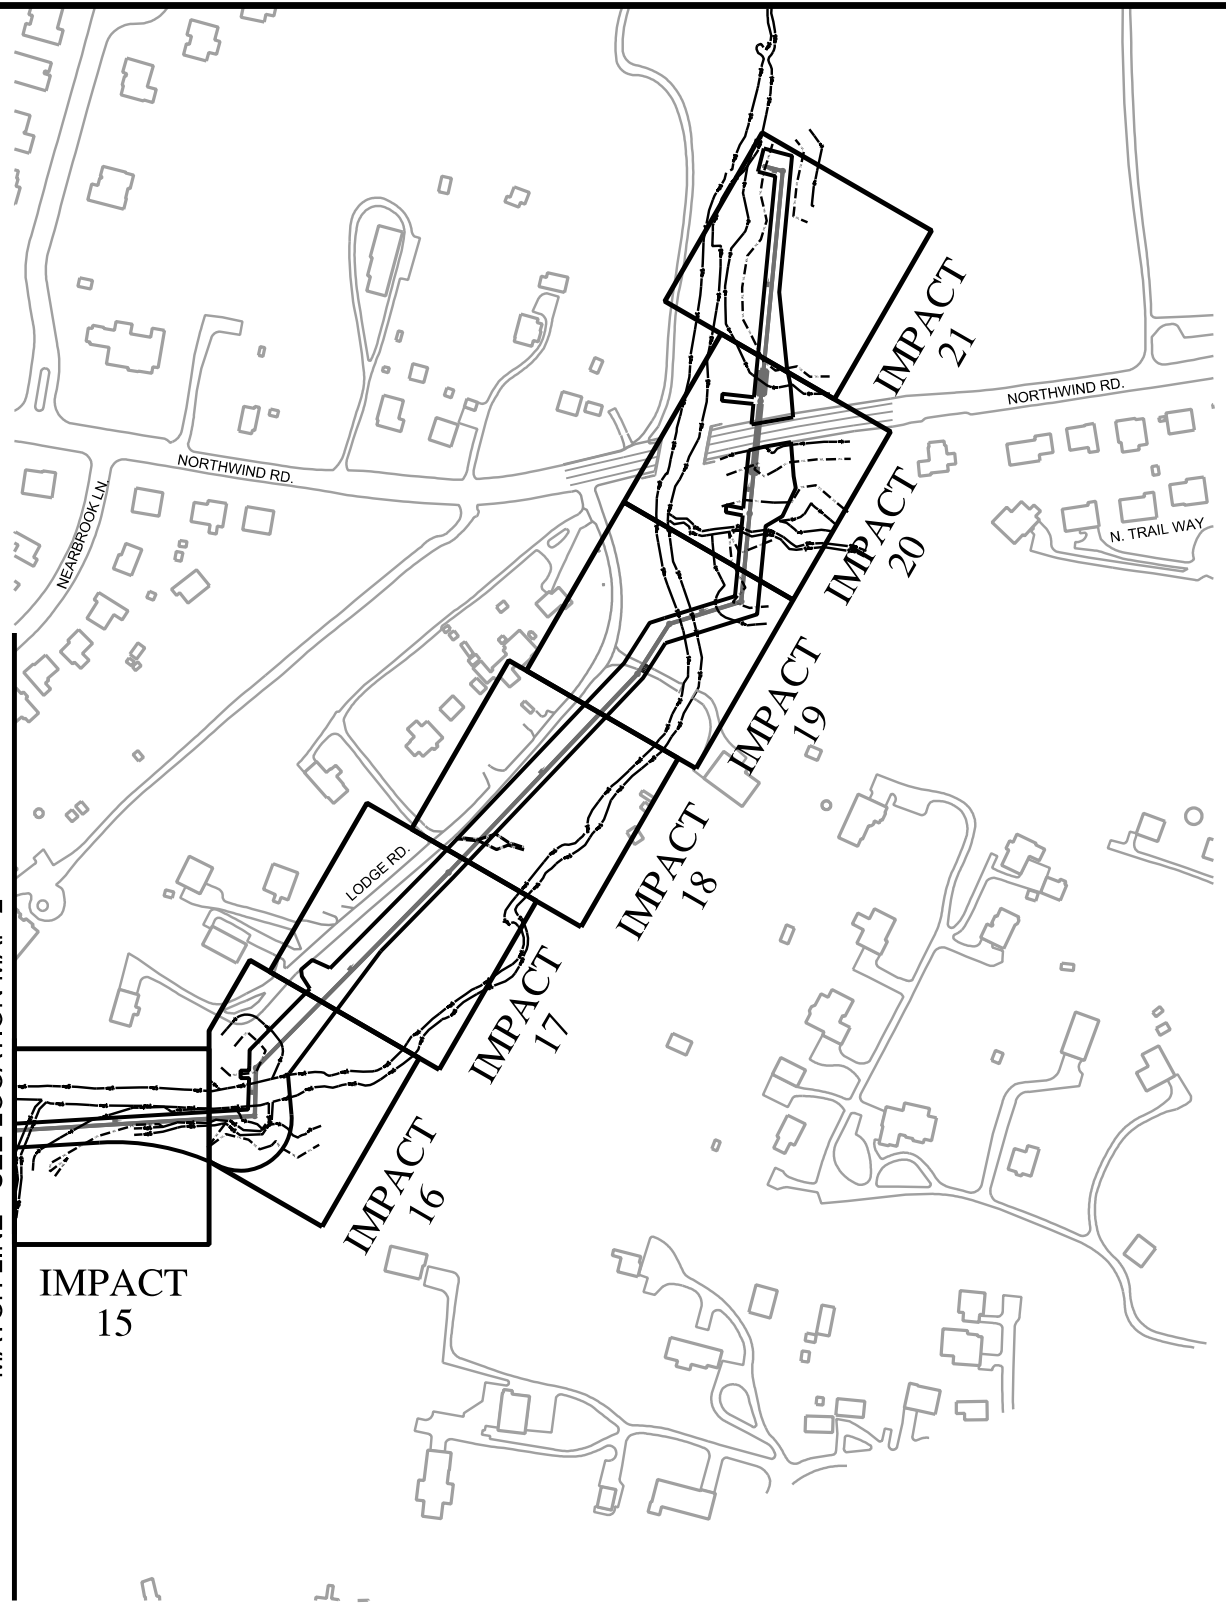 IMPACT
21
NORTHWIND RD.
NORTHWIND RD.
NEARBROOK LN.
IMPACT
20
N. TRAIL WAY
IMPACT
19
IMPACT
18
LODGE RD.
IMPACT
17
IMPACT
16
IMPACT
15